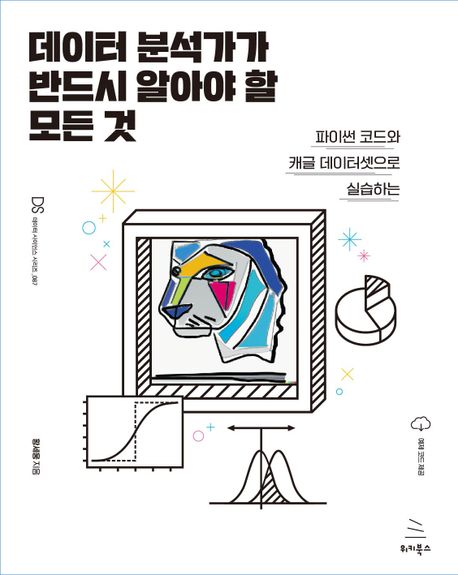 데이터 분석가가
반드시 알아야 할
모든 것
파이썬 코드와
캐글 데이터셋으로
실습하는
DS 데이터 사이언스 시리즈_087
황세웅 지음
예제 코드 제공
위키북스